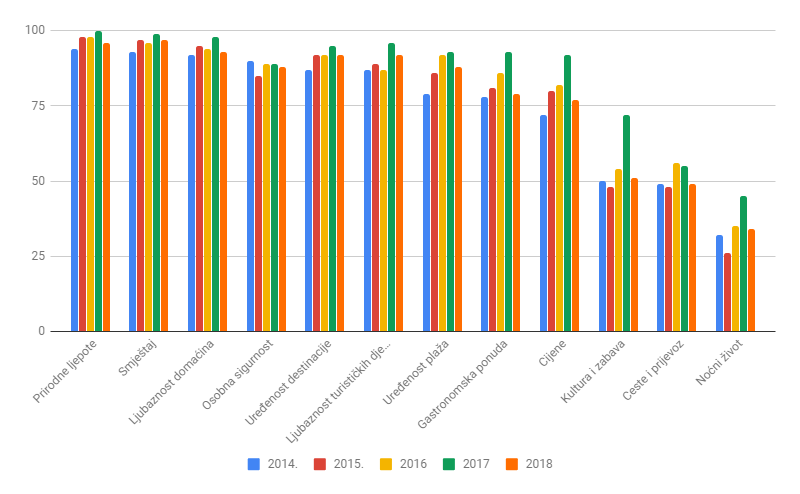 100
75
50
25
0
Prirodne ljepote
Smještaj
Ljubaznost domaćina
Osobna sigurnost
Uređenost destinacije
Ljubaznost turističkih dje...
Uređenost plaža
Gastronomska ponuda
Cijene
Kultura i zabava
Ceste i prijevoz
Noćni život
2014. 2015. 2016 2017 2018